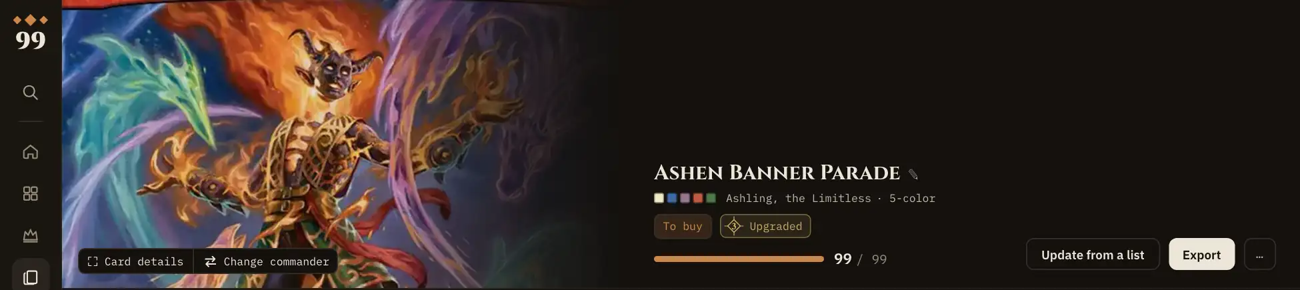 99
Ashen Banner Parade
Ashling, the Limitless · 5-color
To buy
3 Upgraded
99 / 99
Card details
Change commander
Update from a list
Export
...